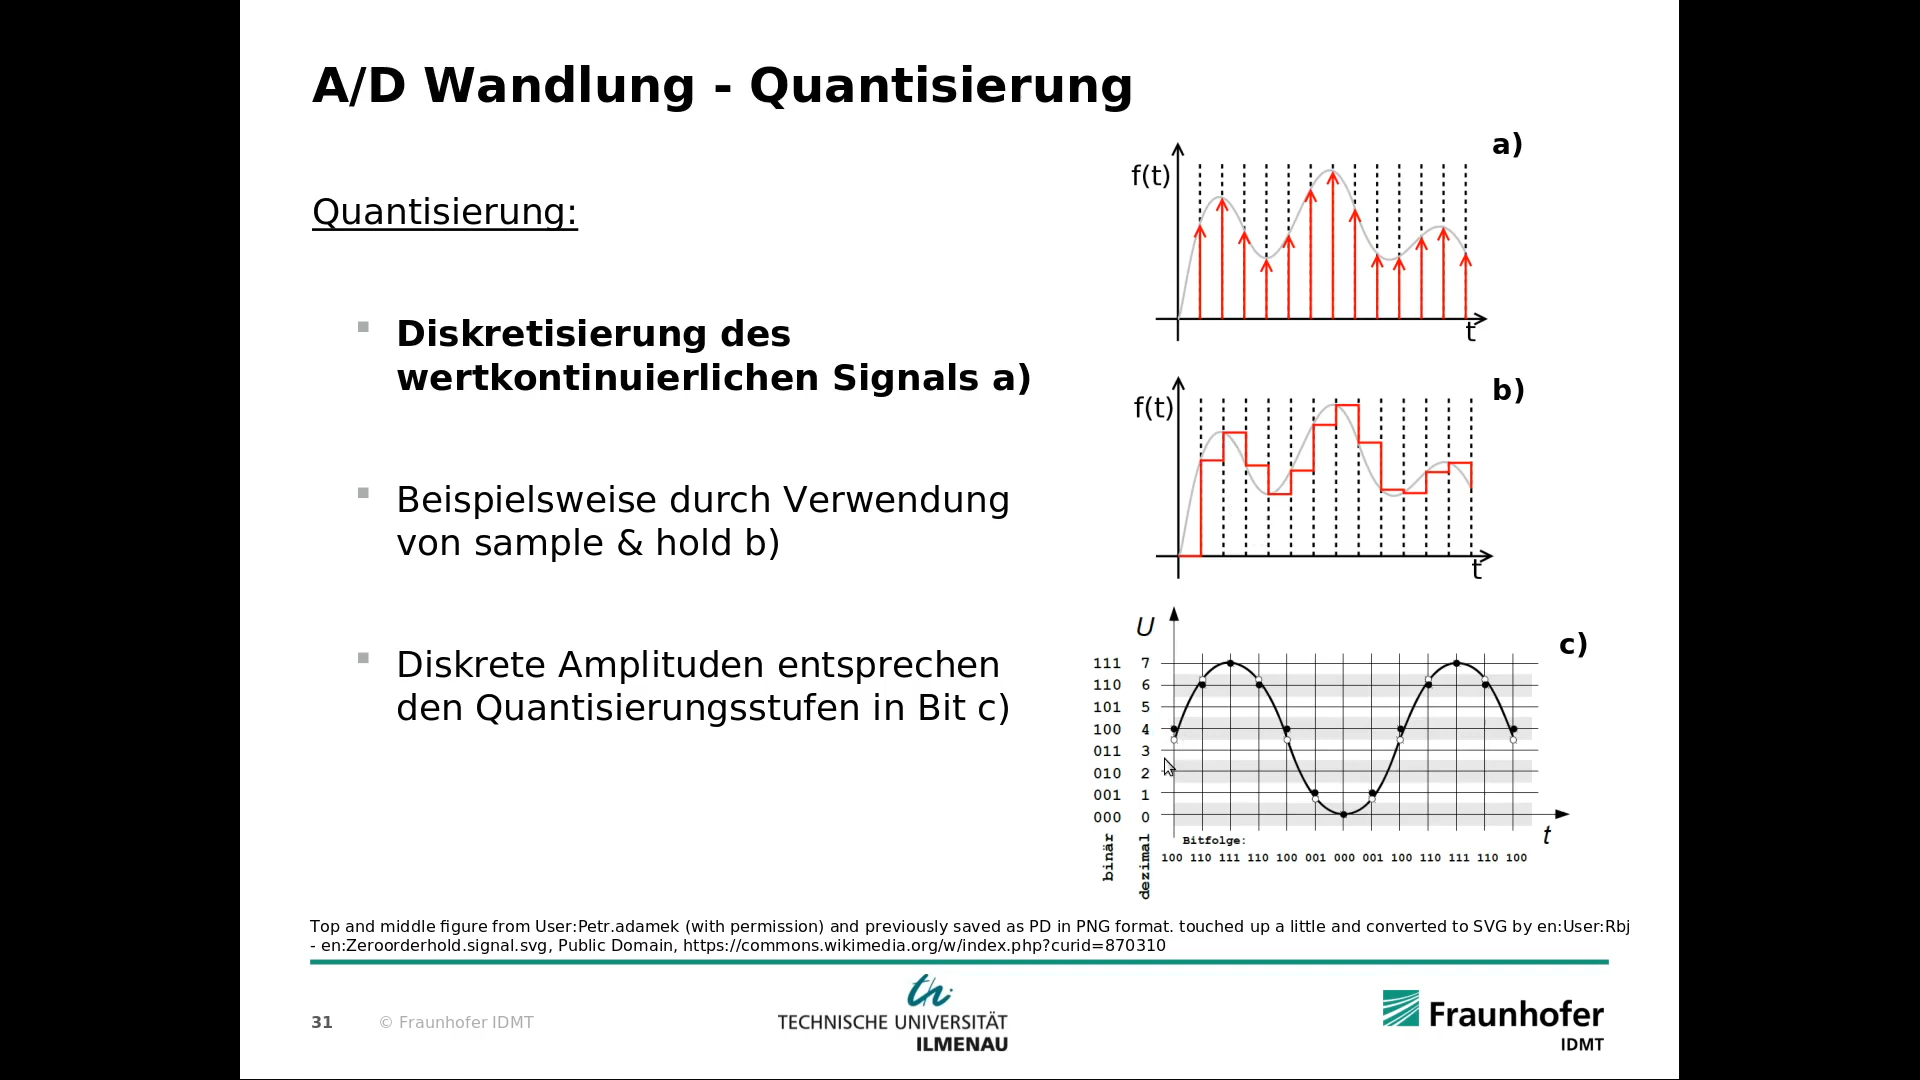 A/D Wandlung - Quantisierung
Quantisierung:
Diskretisierung des
wertkontinuierlichen Signals a)
Beispielsweise durch Verwendung
von sample & hold b)
Diskrete Amplituden entsprechen
den Quantisierungsstufen in Bit c)
a)
f(t)
t
b)
f(t)
t
c)
U
111 7
110 6
101 5
100 4
011 3
010 2
001 1
000 0
binär
dezimal
t
Bitfolge:
100 110 111 110 100 001 000 001 100 110 111 110 100
Top and middle figure from User:Petr.adamek (with permission) and previously saved as PD in PNG format. touched up a little and converted to SVG by en:User:Rbj
- en:Zeroorderhold.signal.svg, Public Domain, https://commons.wikimedia.org/w/index.php?curid=870310
31 © Fraunhofer IDMT
th
TECHNISCHE UNIVERSITÄT
ILMENAU
Fraunhofer
IDMT